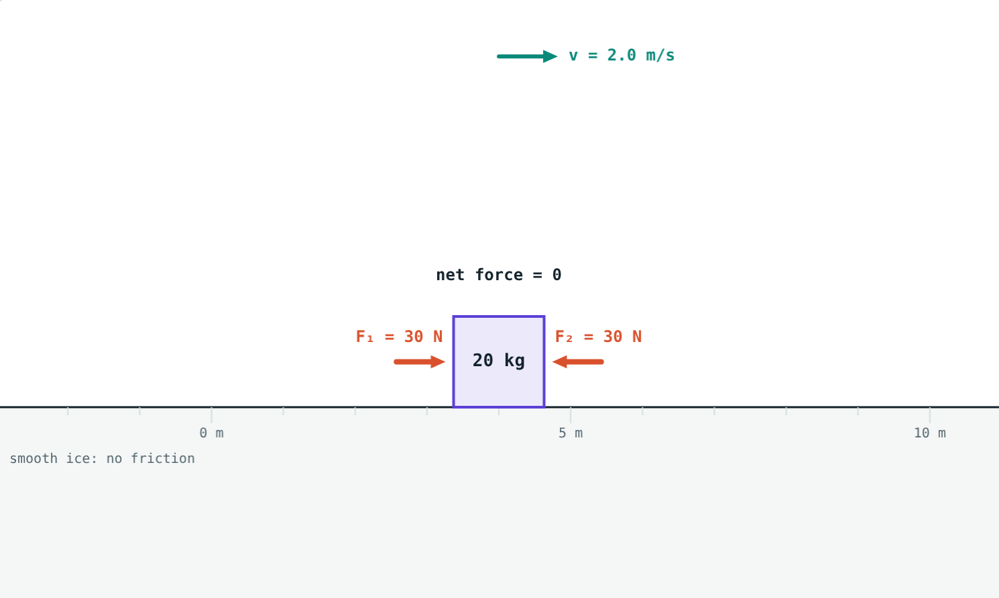 v = 2.0 m/s
net force = 0
F₁ = 30 N
F₂ = 30 N
20 kg
0 m
5 m
10 m
smooth ice: no friction